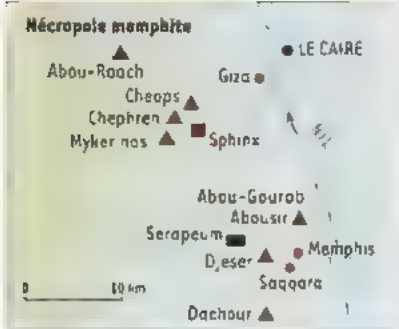 Nécropole memphite
LE CAIRE
Abou-Roach
Giza
Cheops
Chephren
Mykerinos
Sphinx
NIL
Abou-Gourob
Abousir
Serapeum
Djeser
Memphis
Saqqara
0 10 km
Dachour